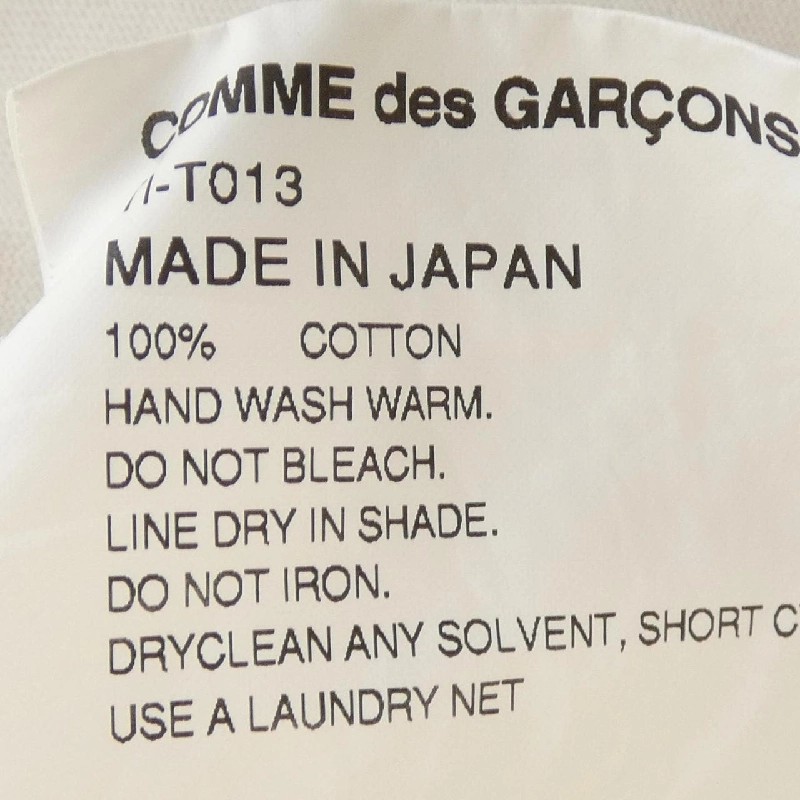 COMME des GARÇONS
-T013
MADE IN JAPAN
100% COTTON
HAND WASH WARM.
DO NOT BLEACH.
LINE DRY IN SHADE.
DO NOT IRON.
DRYCLEAN ANY SOLVENT, SHORT
USE A LAUNDRY NET